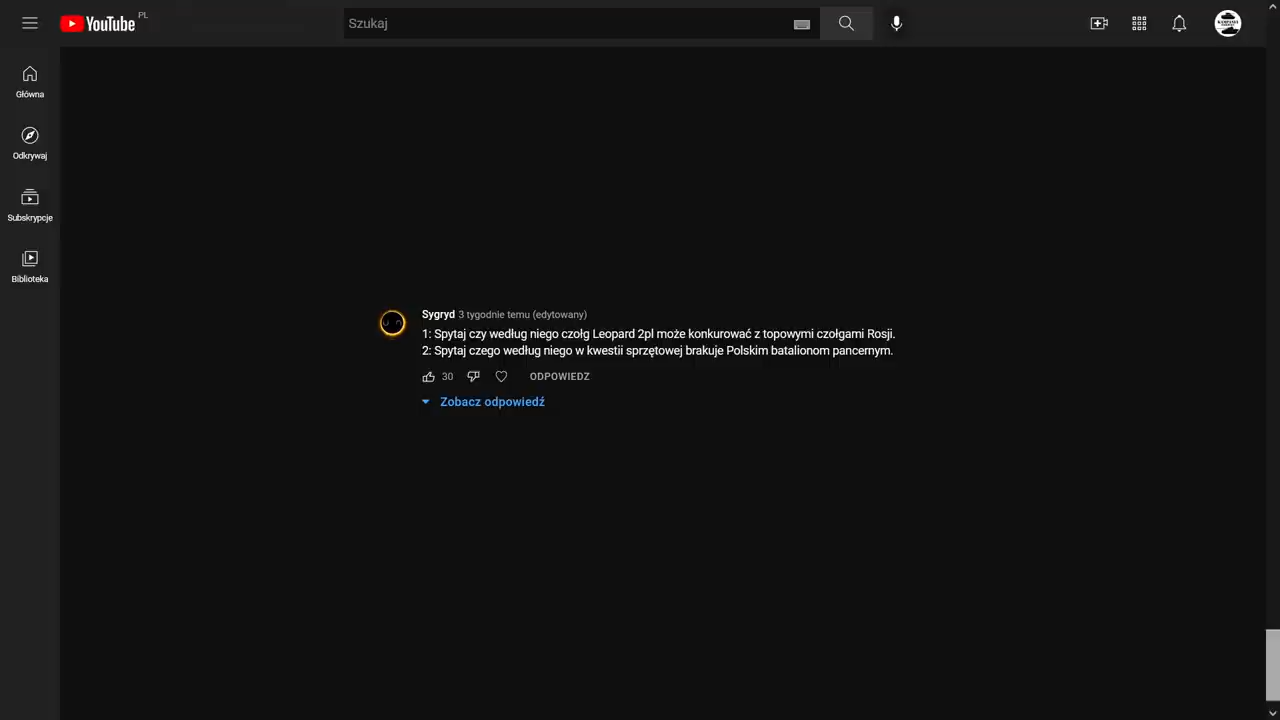 YouTube PL
Szukaj
Główna
Odkrywaj
Subskrypcje
Biblioteka
Sygryd 3 tygodnie temu (edytowany)
1: Spytaj czy według niego czołg Leopard 2pl może konkurować z topowymi czołgami Rosji.
2: Spytaj czego według niego w kwestii sprzętowej brakuje Polskim batalionom pancernym.
30 ODPOWIEDZ
Zobacz odpowiedź